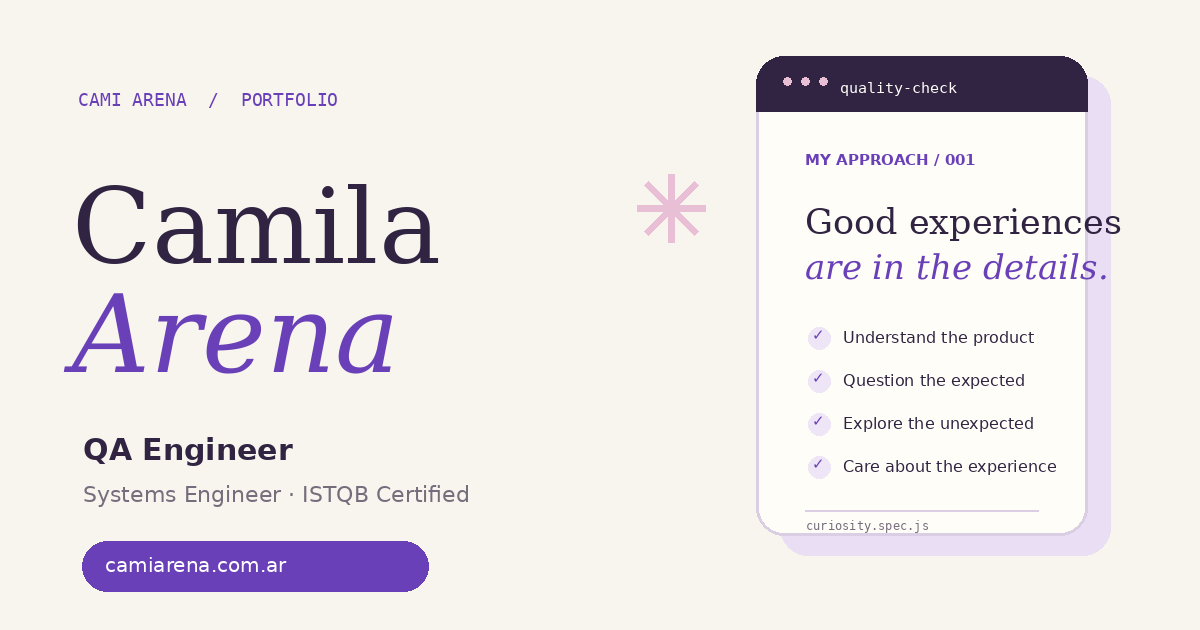 CAMI ARENA / PORTFOLIO
Camila
Arena
QA Engineer
Systems Engineer · ISTQB Certified
camiarena.com.ar
quality-check
MY APPROACH / 001
Good experiences
are in the details.
✓ Understand the product
✓ Question the expected
✓ Explore the unexpected
✓ Care about the experience
curiosity.spec.js